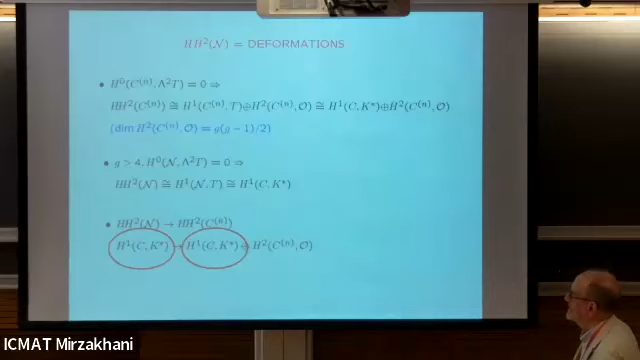 HH²(N) = DEFORMATIONS
• H⁰(C⁽ⁿ⁾, Λ²T) = 0 ⇒
HH²(C⁽ⁿ⁾) ≅ H¹(C⁽ⁿ⁾, T)⊕H²(C⁽ⁿ⁾, O) ≅ H¹(C, K*)⊕H²(C⁽ⁿ⁾, O)
(dim H²(C⁽ⁿ⁾, O) = g(g − 1)/2)
• g > 4, H⁰(N, Λ²T) = 0 ⇒
HH²(N) ≅ H¹(N, T) ≅ H¹(C, K*)
• HH²(N) → HH²(C⁽ⁿ⁾)
H¹(C, K*) → H¹(C, K*) ⊕ H²(C⁽ⁿ⁾, O)
ICMAT Mirzakhani